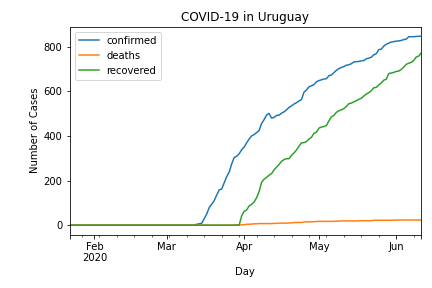 COVID-19 in Uruguay
confirmed
deaths
recovered
Number of Cases
800
600
400
200
0
Feb
2020
Mar
Apr
May
Jun
Day